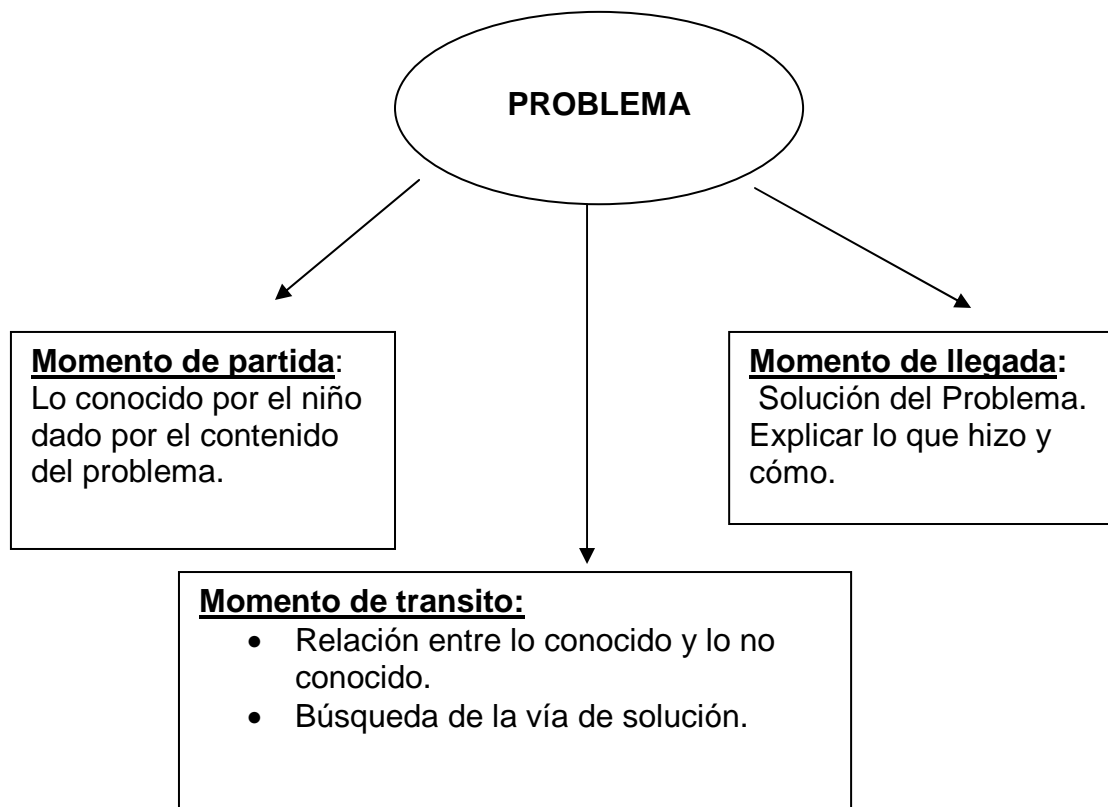 PROBLEMA
Momento de partida:
Lo conocido por el niño
dado por el contenido
del problema.
Momento de llegada:
Solución del Problema.
Explicar lo que hizo y
cómo.
Momento de transito:
• Relación entre lo conocido y lo no
conocido.
• Búsqueda de la vía de solución.